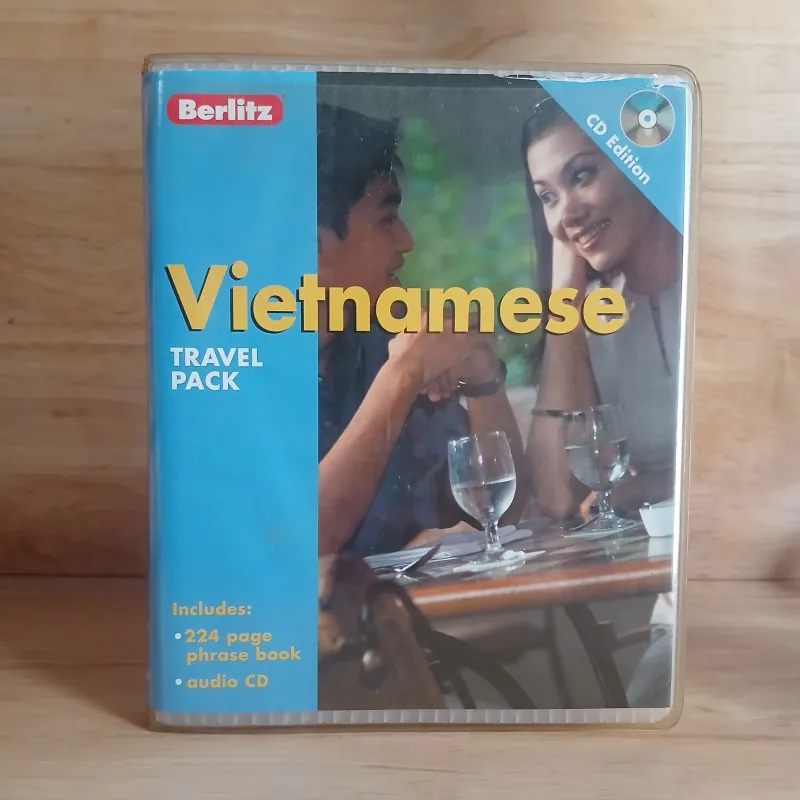 Berlitz
CD Edition
Vietnamese
TRAVEL
PACK
Includes:
• 224 page
phrase book
• audio CD